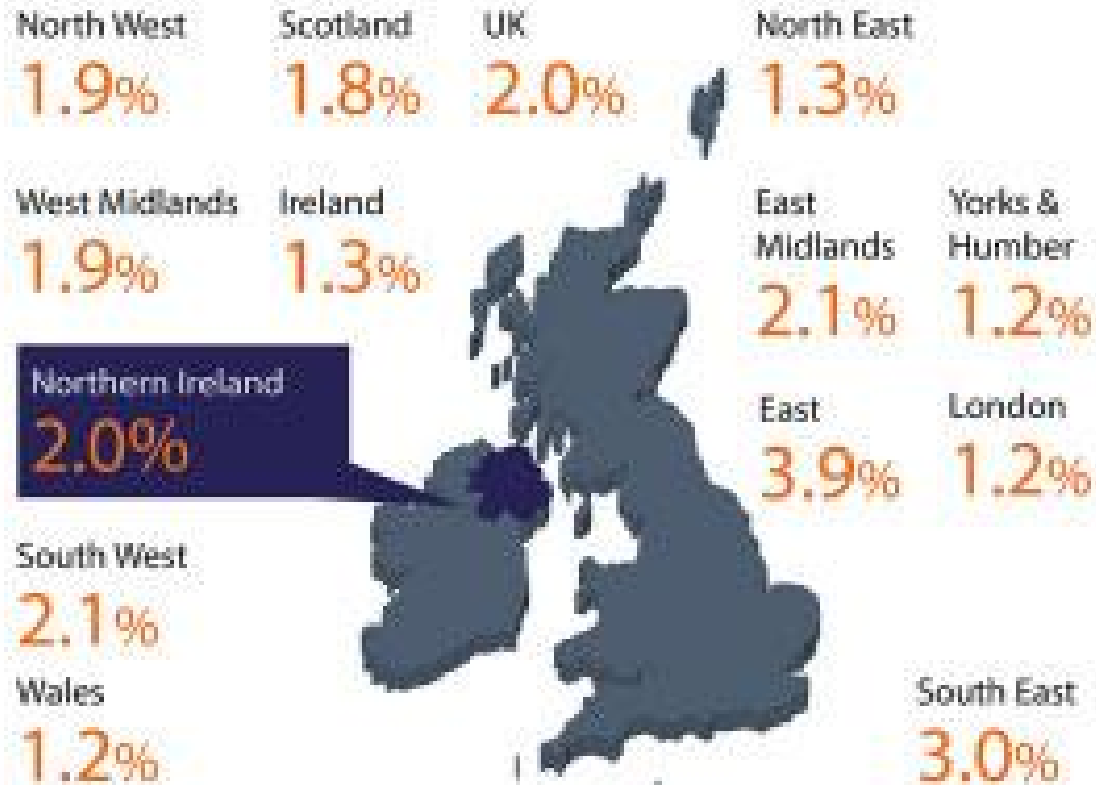 North West
1.9%
Scotland
1.8%
UK
2.0%
North East
1.3%
West Midlands
1.9%
Ireland
1.3%
East
Midlands
2.1%
Yorks &
Humber
1.2%
Northern Ireland
2.0%
East
3.9%
London
1.2%
South West
2.1%
Wales
1.2%
South East
3.0%